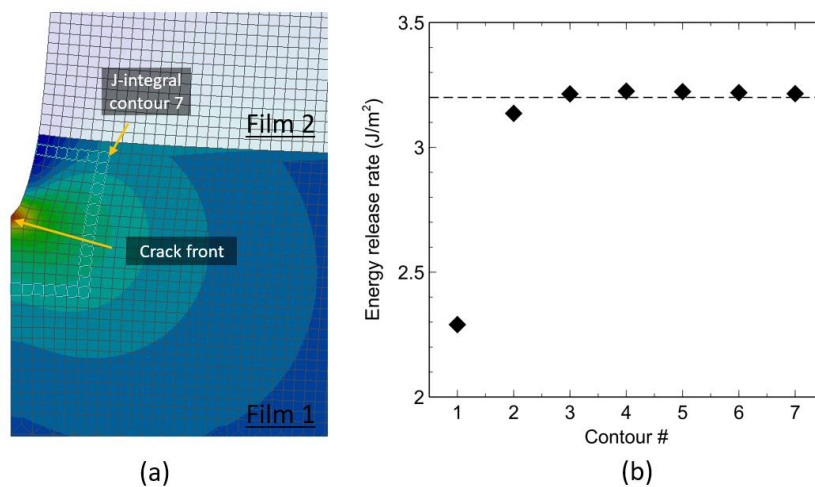 J-integral
contour 7
Film 2
Crack front
Film 1
(a)
3.5
3
2.5
2
Energy release rate (J/m²)
1 2 3 4 5 6 7
Contour #
(b)